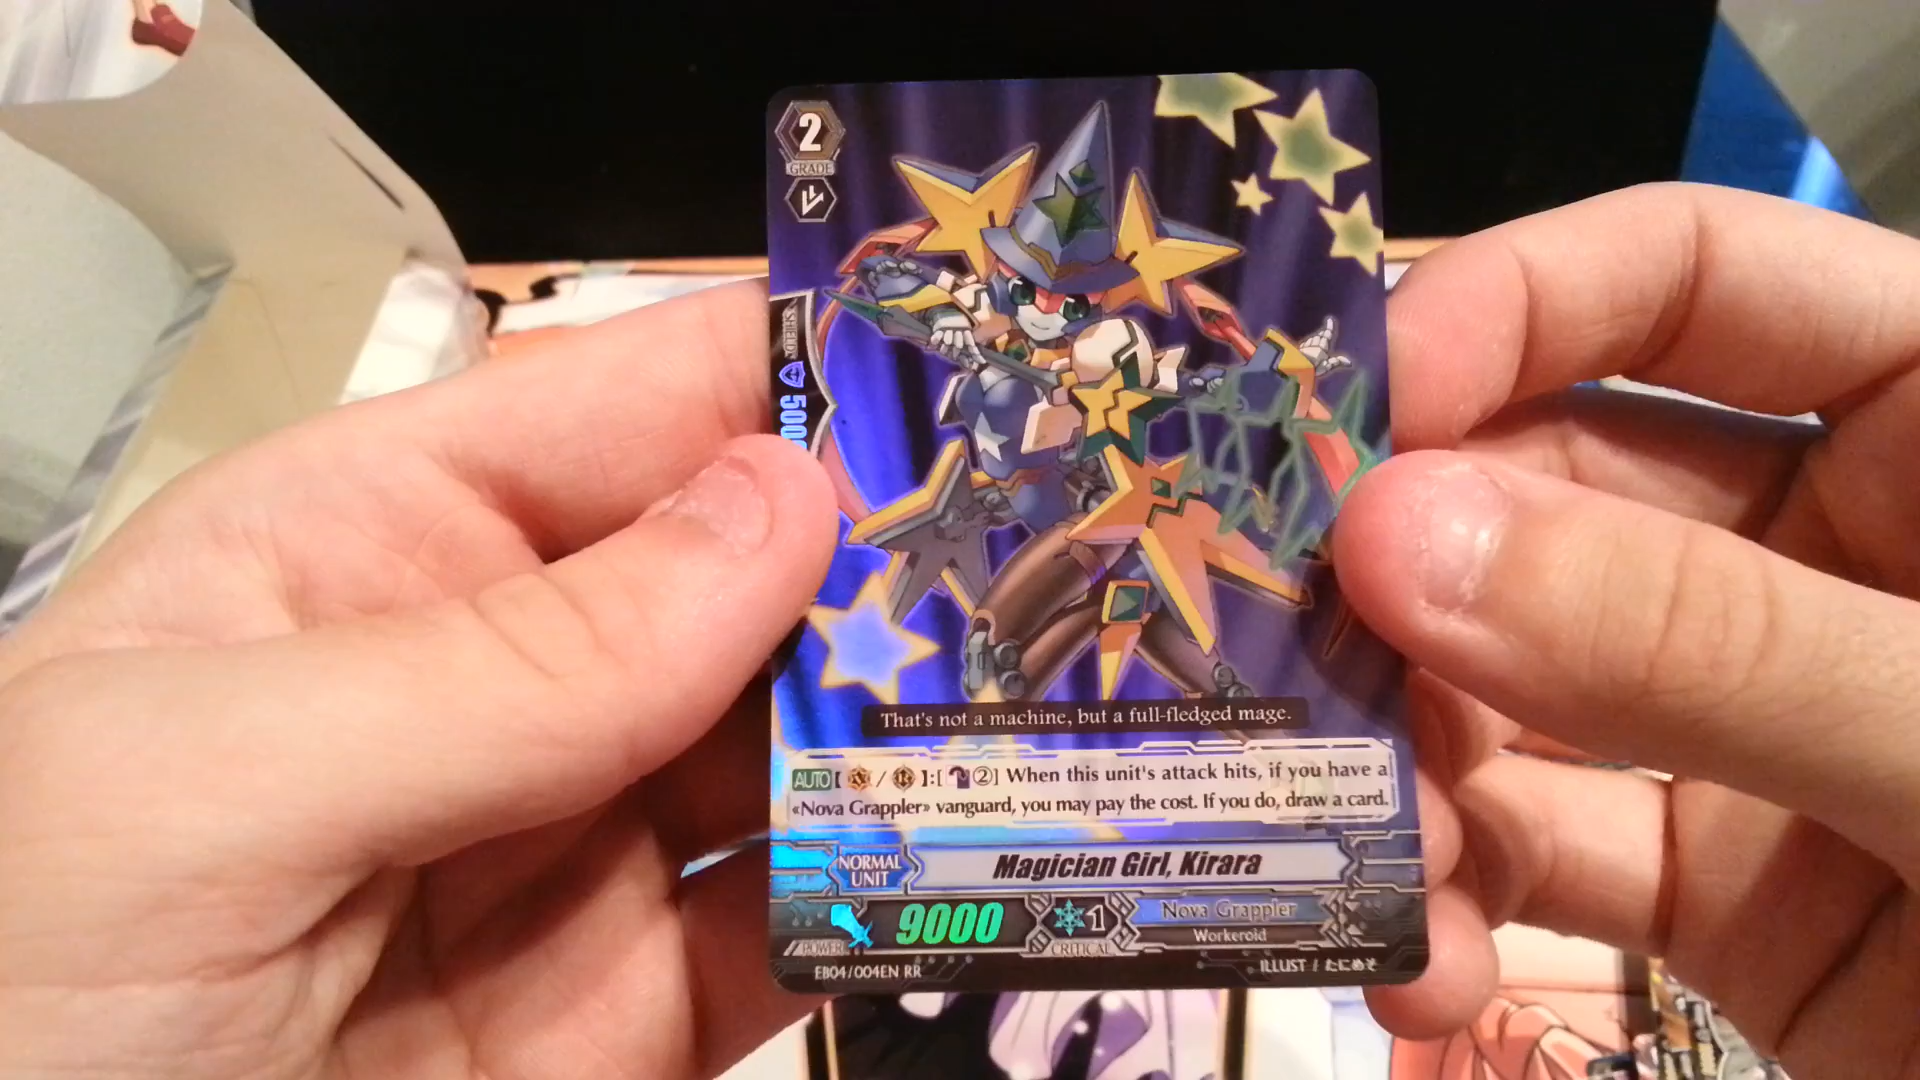 2
GRADE
SHIELD
500
That's not a machine, but a full-fledged mage.
AUTO [ V / R ]:[ ②] When this unit's attack hits, if you have a
«Nova Grappler» vanguard, you may pay the cost. If you do, draw a card.
NORMAL
UNIT
Magician Girl, Kirara
POWER
9000
1
CRITICAL
Nova Grappler
Workeroid
EB04/004EN RR
ILLUST / たにめそ